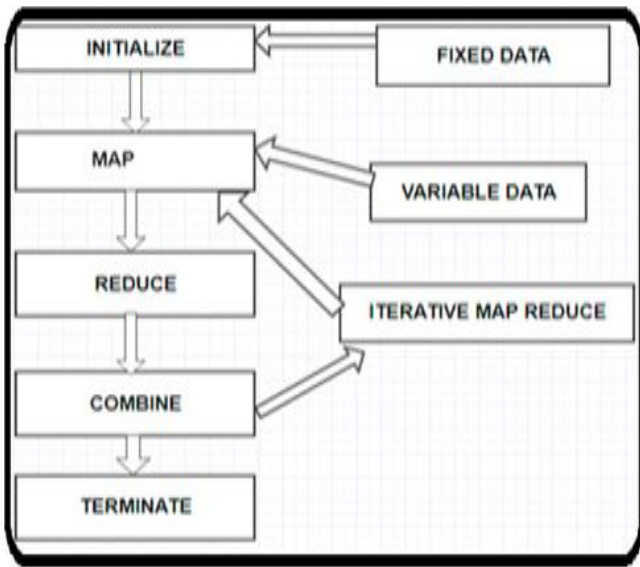 INITIALIZE
FIXED DATA
MAP
VARIABLE DATA
REDUCE
ITERATIVE MAP REDUCE
COMBINE
TERMINATE